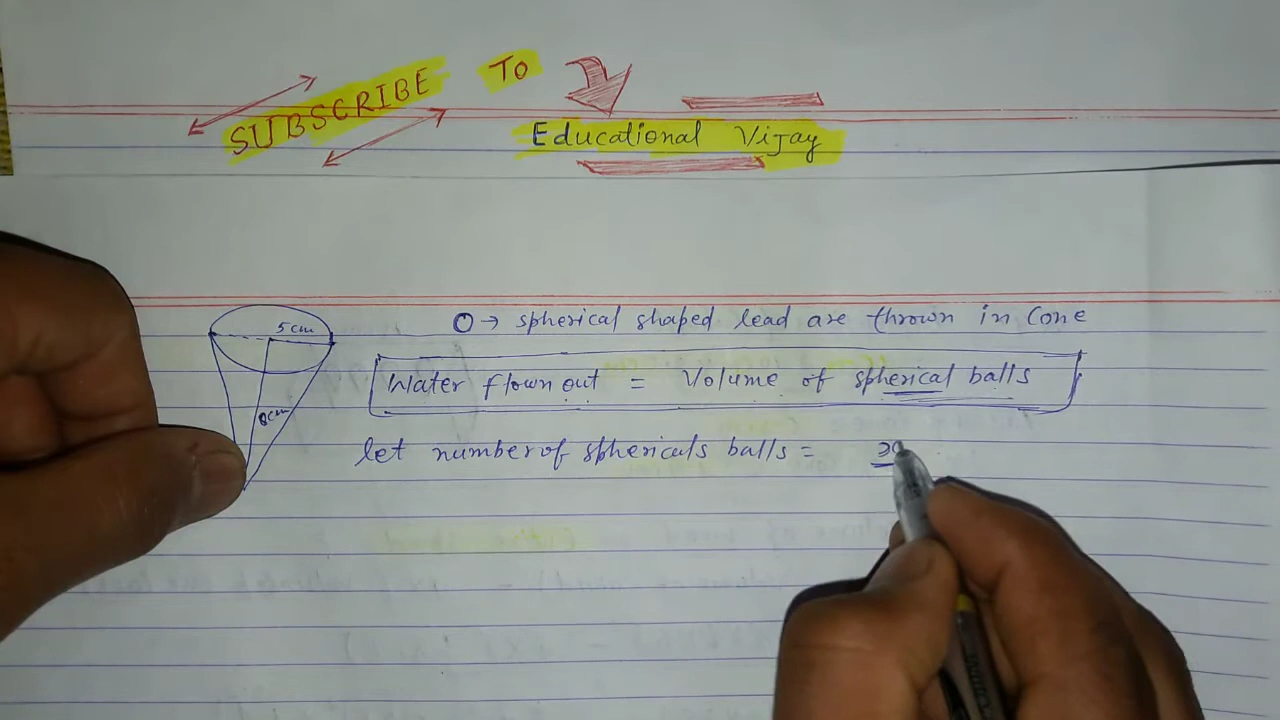 SUBSCRIBE TO
Educational Vijay
5cm
8cm
O → spherical shaped lead are thrown in Cone
Water flown out = Volume of spherical balls
let number of sphericals balls =